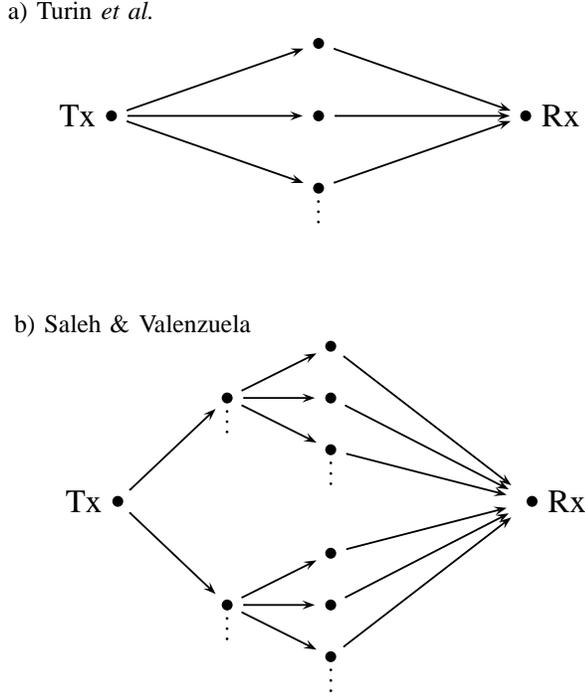 a) Turin et al.
Tx
Rx
b) Saleh & Valenzuela
Tx
Rx